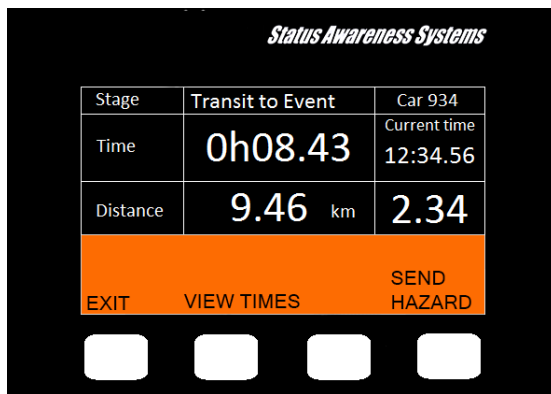 Status Awareness Systems
Stage Transit to Event Car 934
Time 0h08.43 Current time
12:34.56
Distance 9.46 km 2.34
EXIT VIEW TIMES SEND
HAZARD